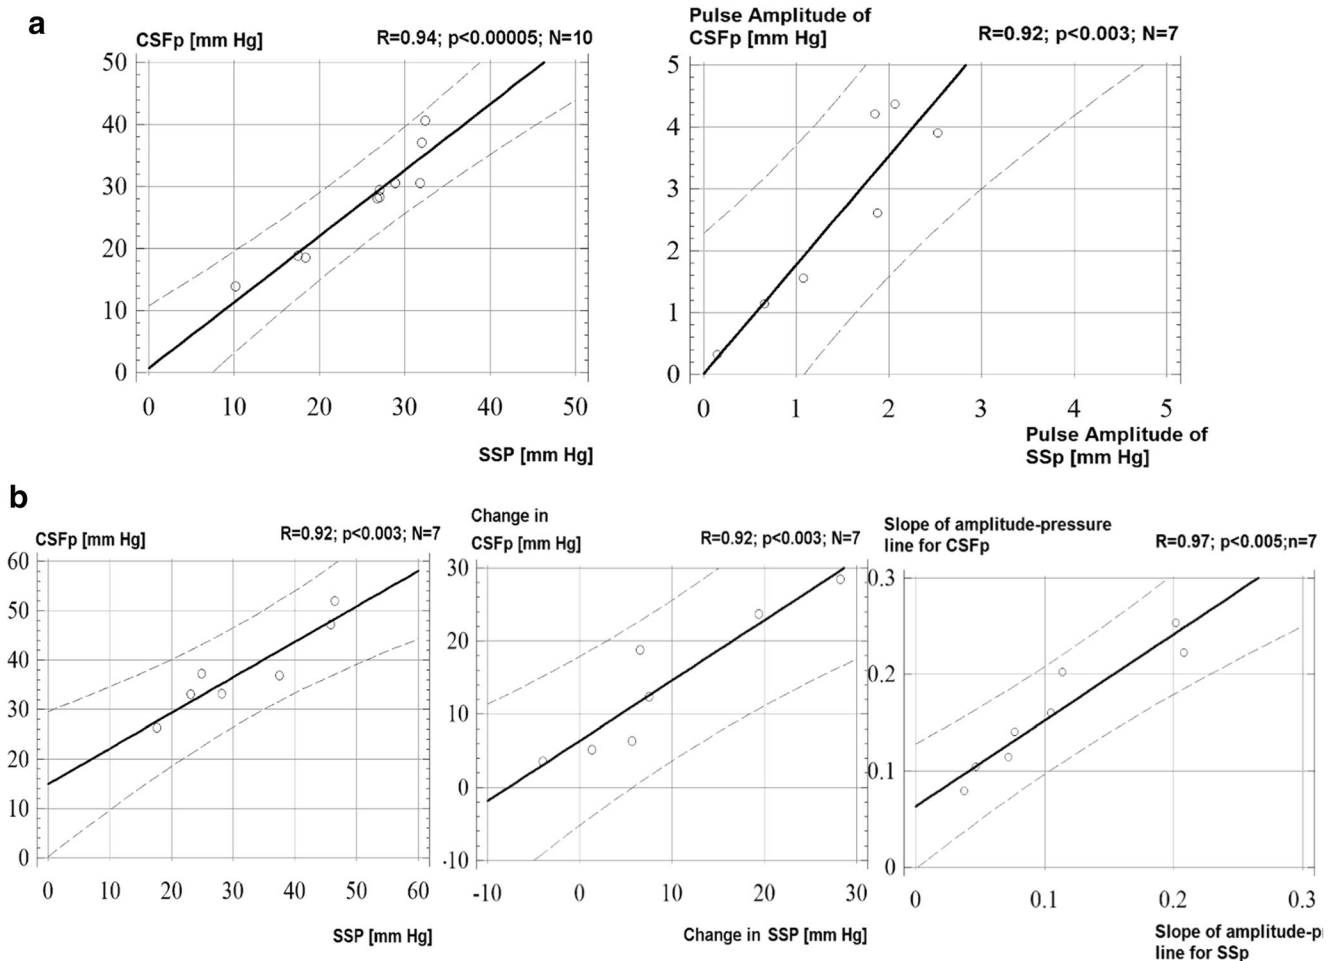 a
CSFp [mm Hg]
R=0.94; p<0.00005; N=10
50
40
30
20
10
0
0 10 20 30 40 50
SSP [mm Hg]
Pulse Amplitude of
CSFp [mm Hg]
R=0.92; p<0.003; N=7
5
4
3
2
1
0
0 1 2 3 4 5
Pulse Amplitude of
SSp [mm Hg]
b
CSFp [mm Hg]
R=0.92; p<0.003; N=7
60
50
40
30
20
10
0
0 10 20 30 40 50 60
SSP [mm Hg]
Change in
CSFp [mm Hg]
R=0.92; p<0.003; N=7
30
20
10
0
-10
-10 0 10 20 30
Change in SSP [mm Hg]
Slope of amplitude-pressure
line for CSFp
R=0.97; p<0.005;n=7
0.3
0.2
0.1
0
0 0.1 0.2 0.3
Slope of amplitude-p
line for SSp